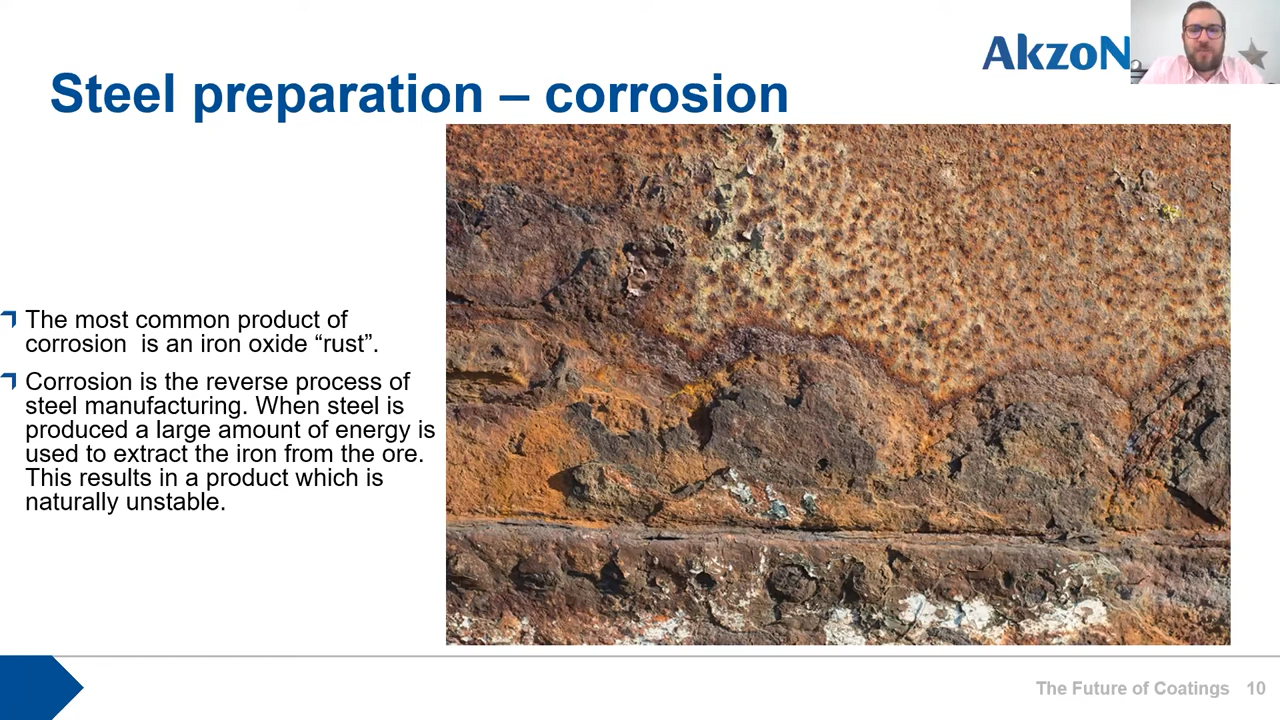 AkzoN
Steel preparation – corrosion
The most common product of
corrosion  is an iron oxide “rust”.
Corrosion is the reverse process of
steel manufacturing. When steel is
produced a large amount of energy is
used to extract the iron from the ore.
This results in a product which is
naturally unstable.
The Future of Coatings 10